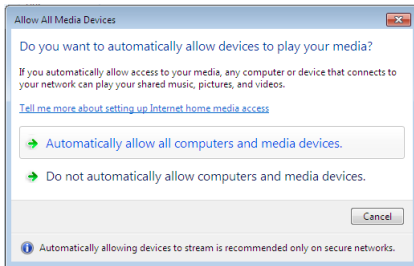 Allow All Media Devices
Do you want to automatically allow devices to play your media?
If you automatically allow access to your media, any computer or device that connects to
your network can play your shared music, pictures, and videos.
Tell me more about setting up Internet home media access
Automatically allow all computers and media devices.
Do not automatically allow computers and media devices.
Cancel
Automatically allowing devices to stream is recommended only on secure networks.